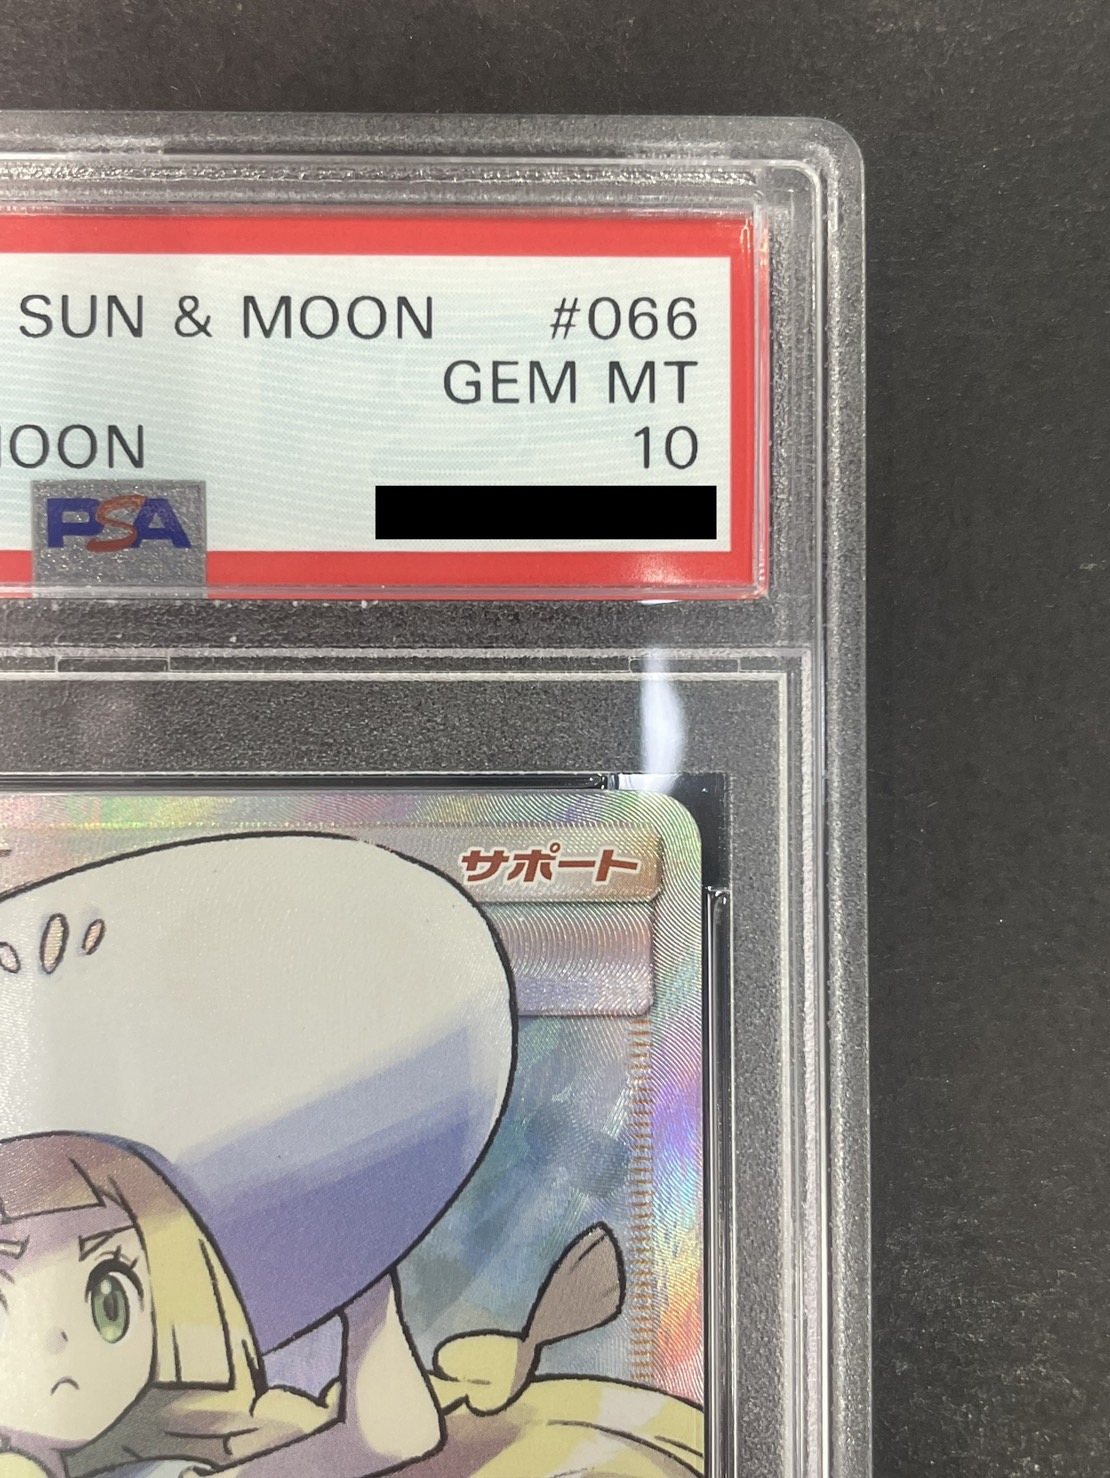 SUN & MOON #066
GEM MT
OON 10
PSA
サポート